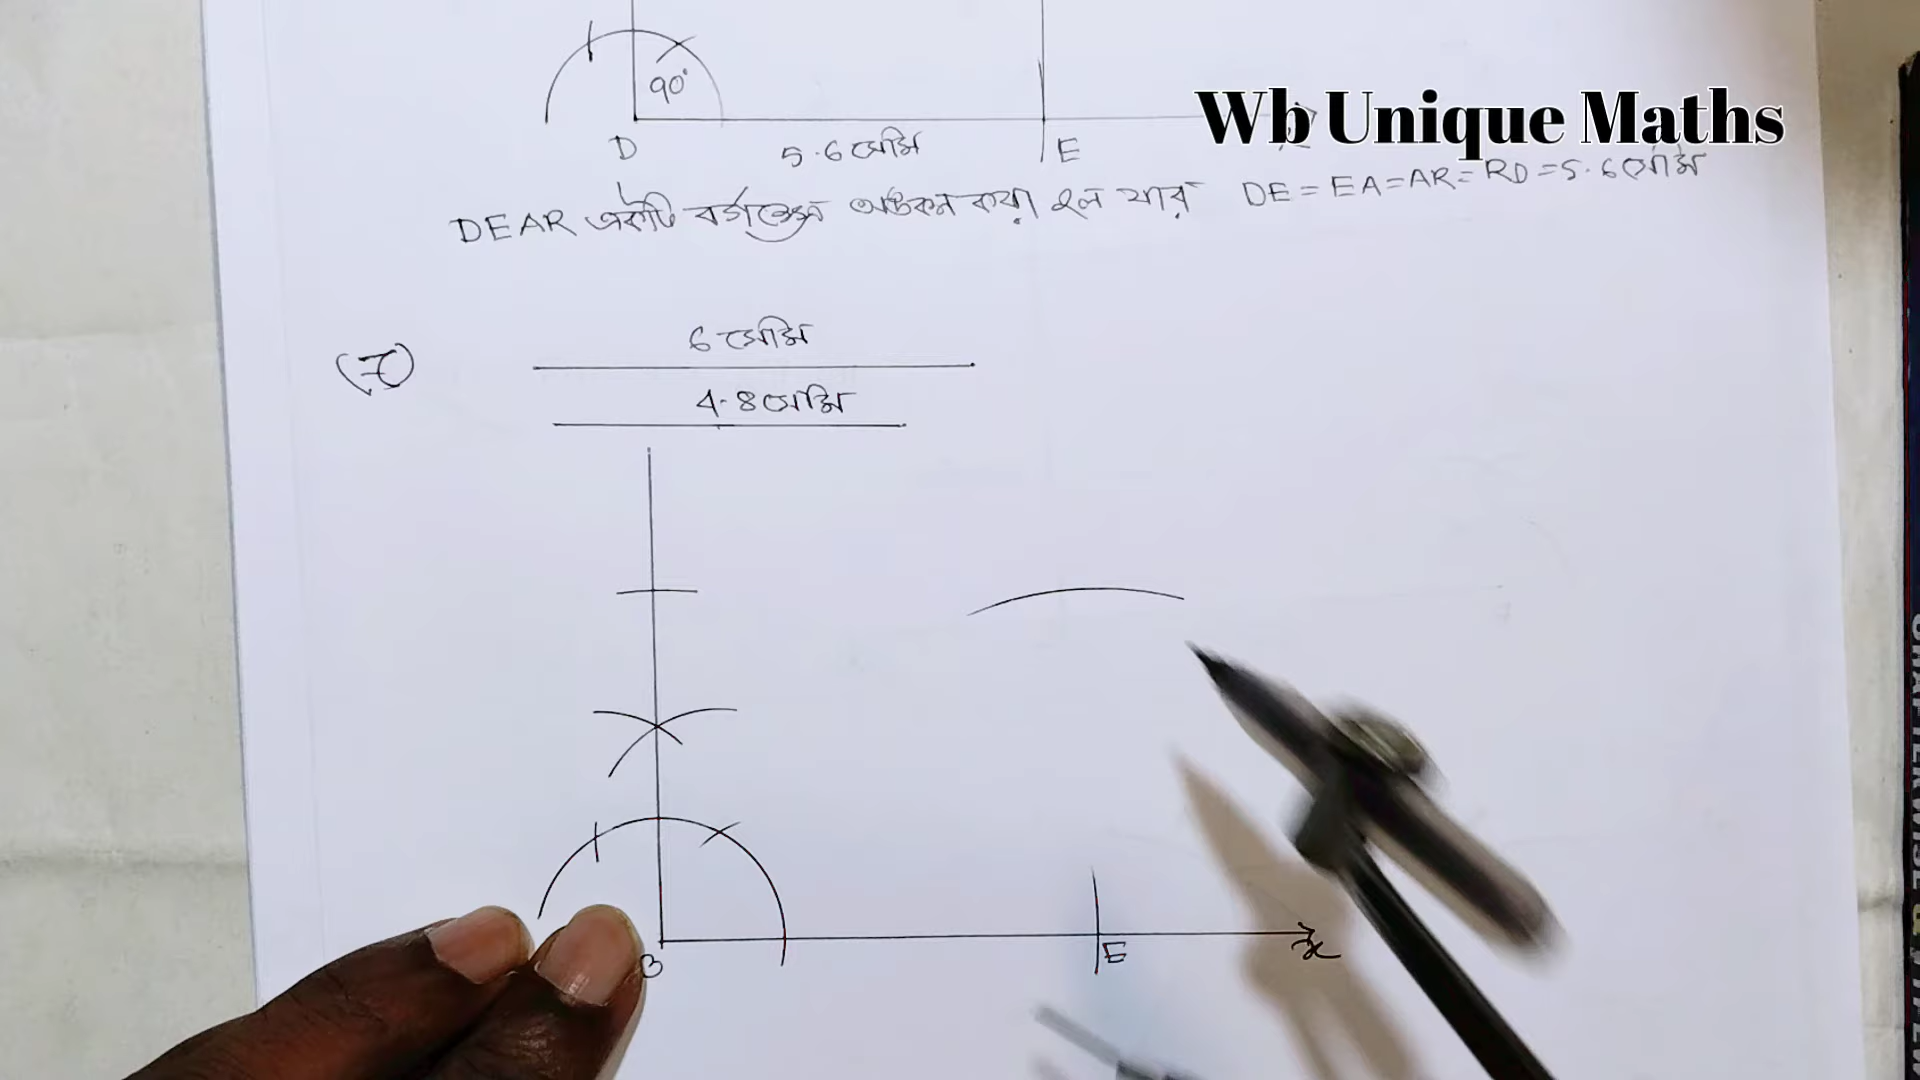 90°
Wb Unique Maths
D 5.6 সেমি E
DEAR একটি বর্গক্ষেত্র অঙ্কন করা হল যার DE = EA = AR = RD = 5.6 সেমি
6 সেমি
4.8 সেমি
B E x